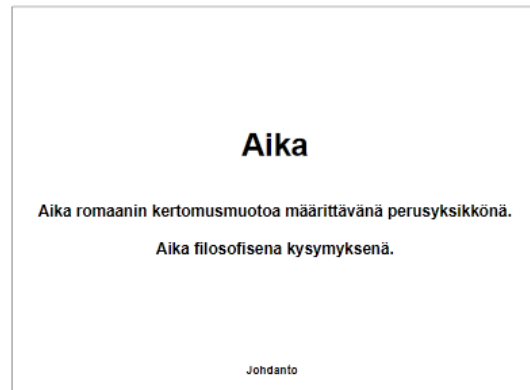 Aika
Aika romaanin kertomusmuotoa määrittävänä perusyksikkönä.
Aika filosofisena kysymyksenä.
Johdanto